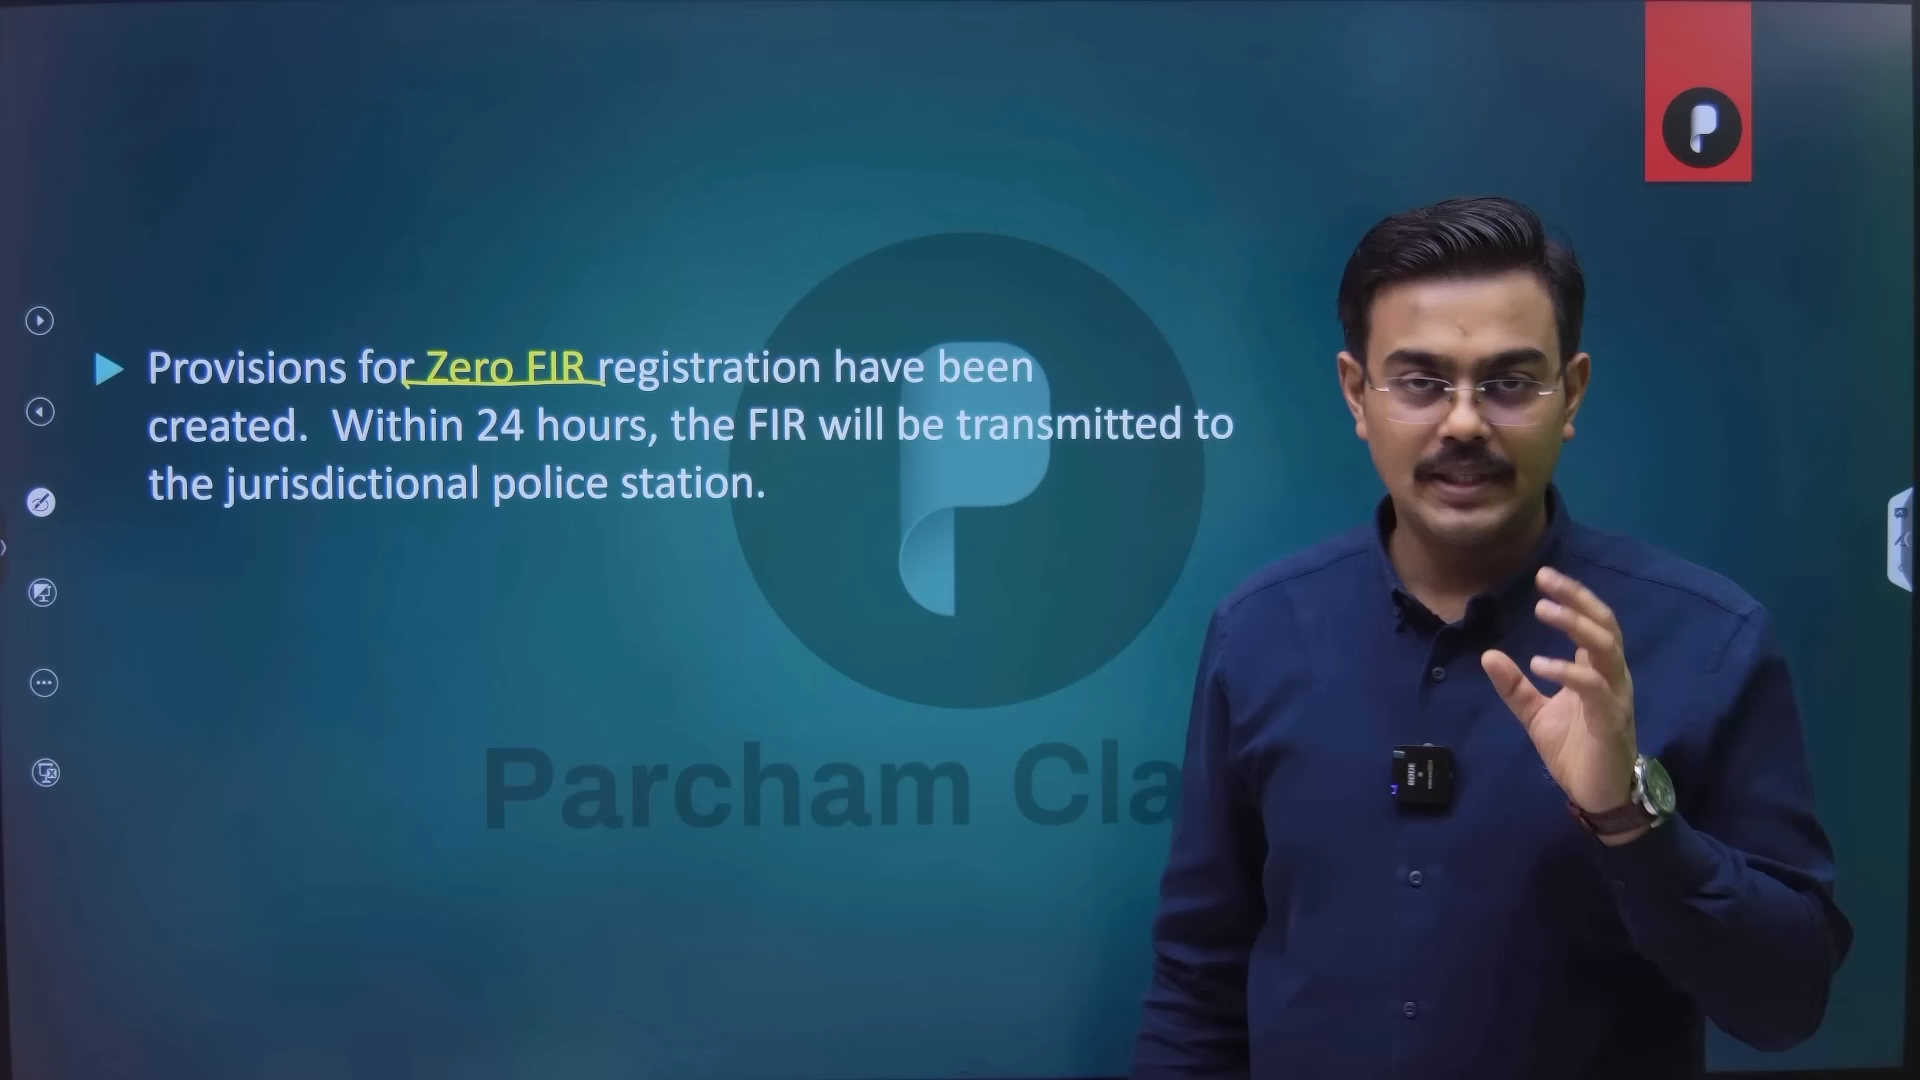 Provisions for Zero FIR registration have been
created. Within 24 hours, the FIR will be transmitted to
the jurisdictional police station.
Parcham Cla
RODE